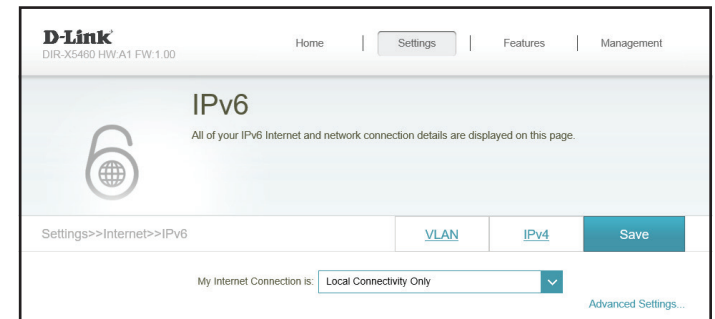 D-Link
DIR-X5460 HW:A1 FW:1.00
Home
Settings
Features
Management
IPv6
All of your IPv6 Internet and network connection details are displayed on this page.
Settings>>Internet>>IPv6
VLAN
IPv4
Save
My Internet Connection is: Local Connectivity Only
Advanced Settings...